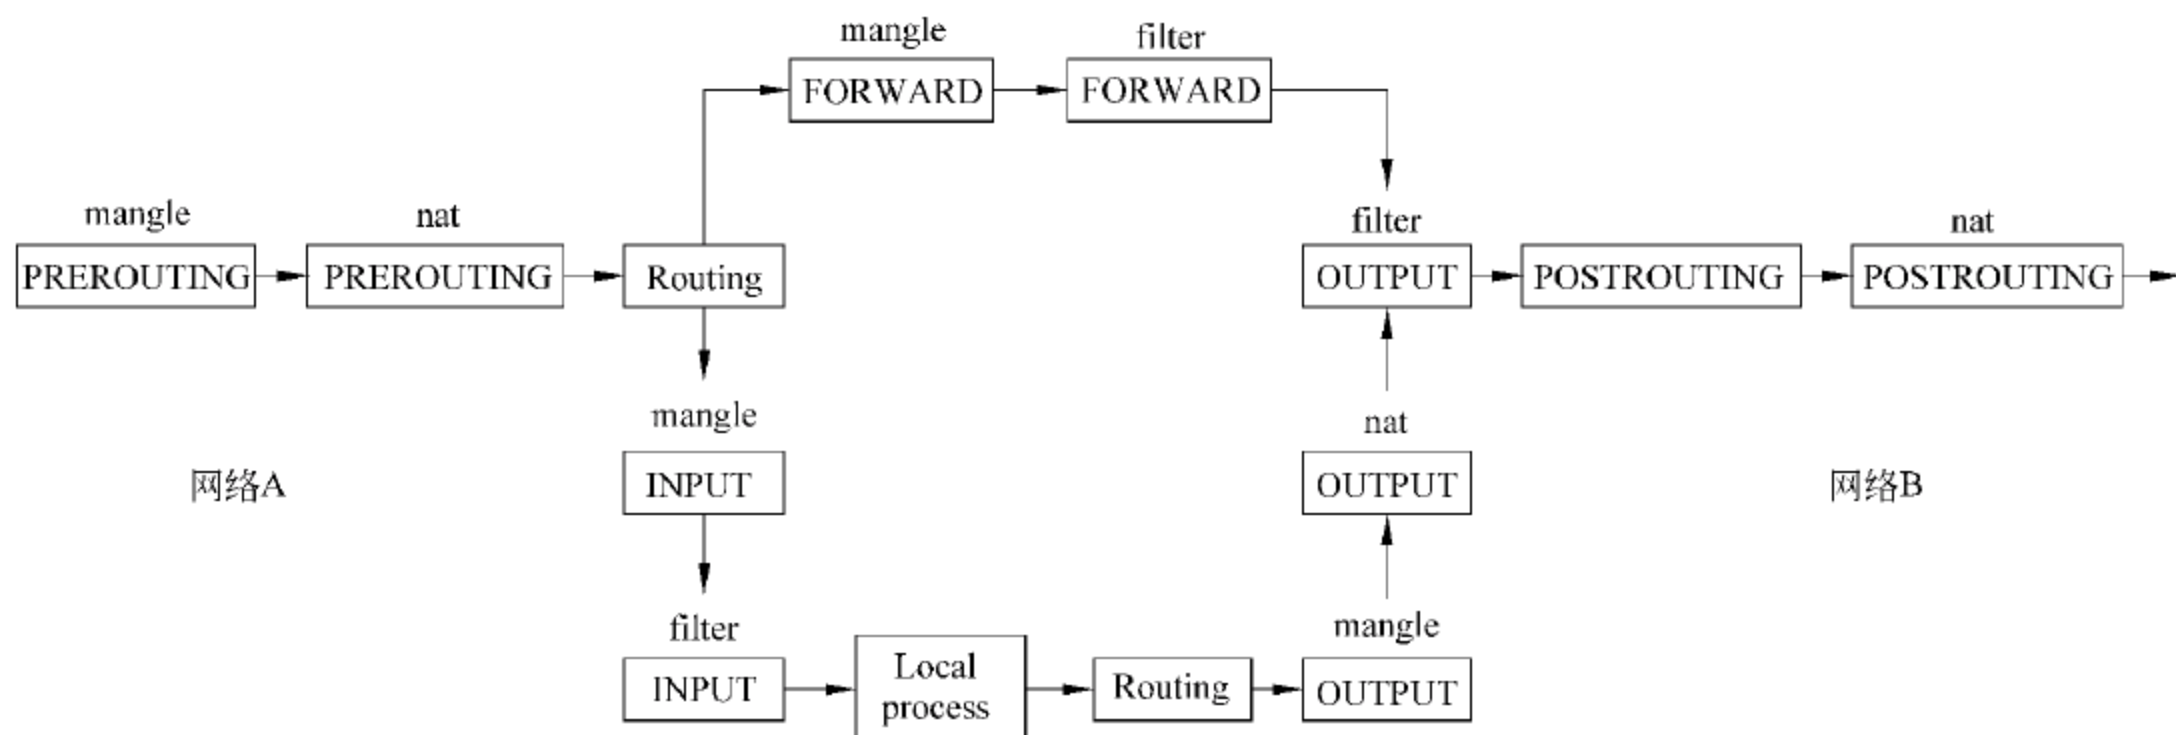 mangle
filter
FORWARD
FORWARD
mangle
nat
filter
nat
PREROUTING
PREROUTING
Routing
OUTPUT
POSTROUTING
POSTROUTING
mangle
nat
网络A
INPUT
OUTPUT
网络B
filter
mangle
INPUT
Local
process
Routing
OUTPUT